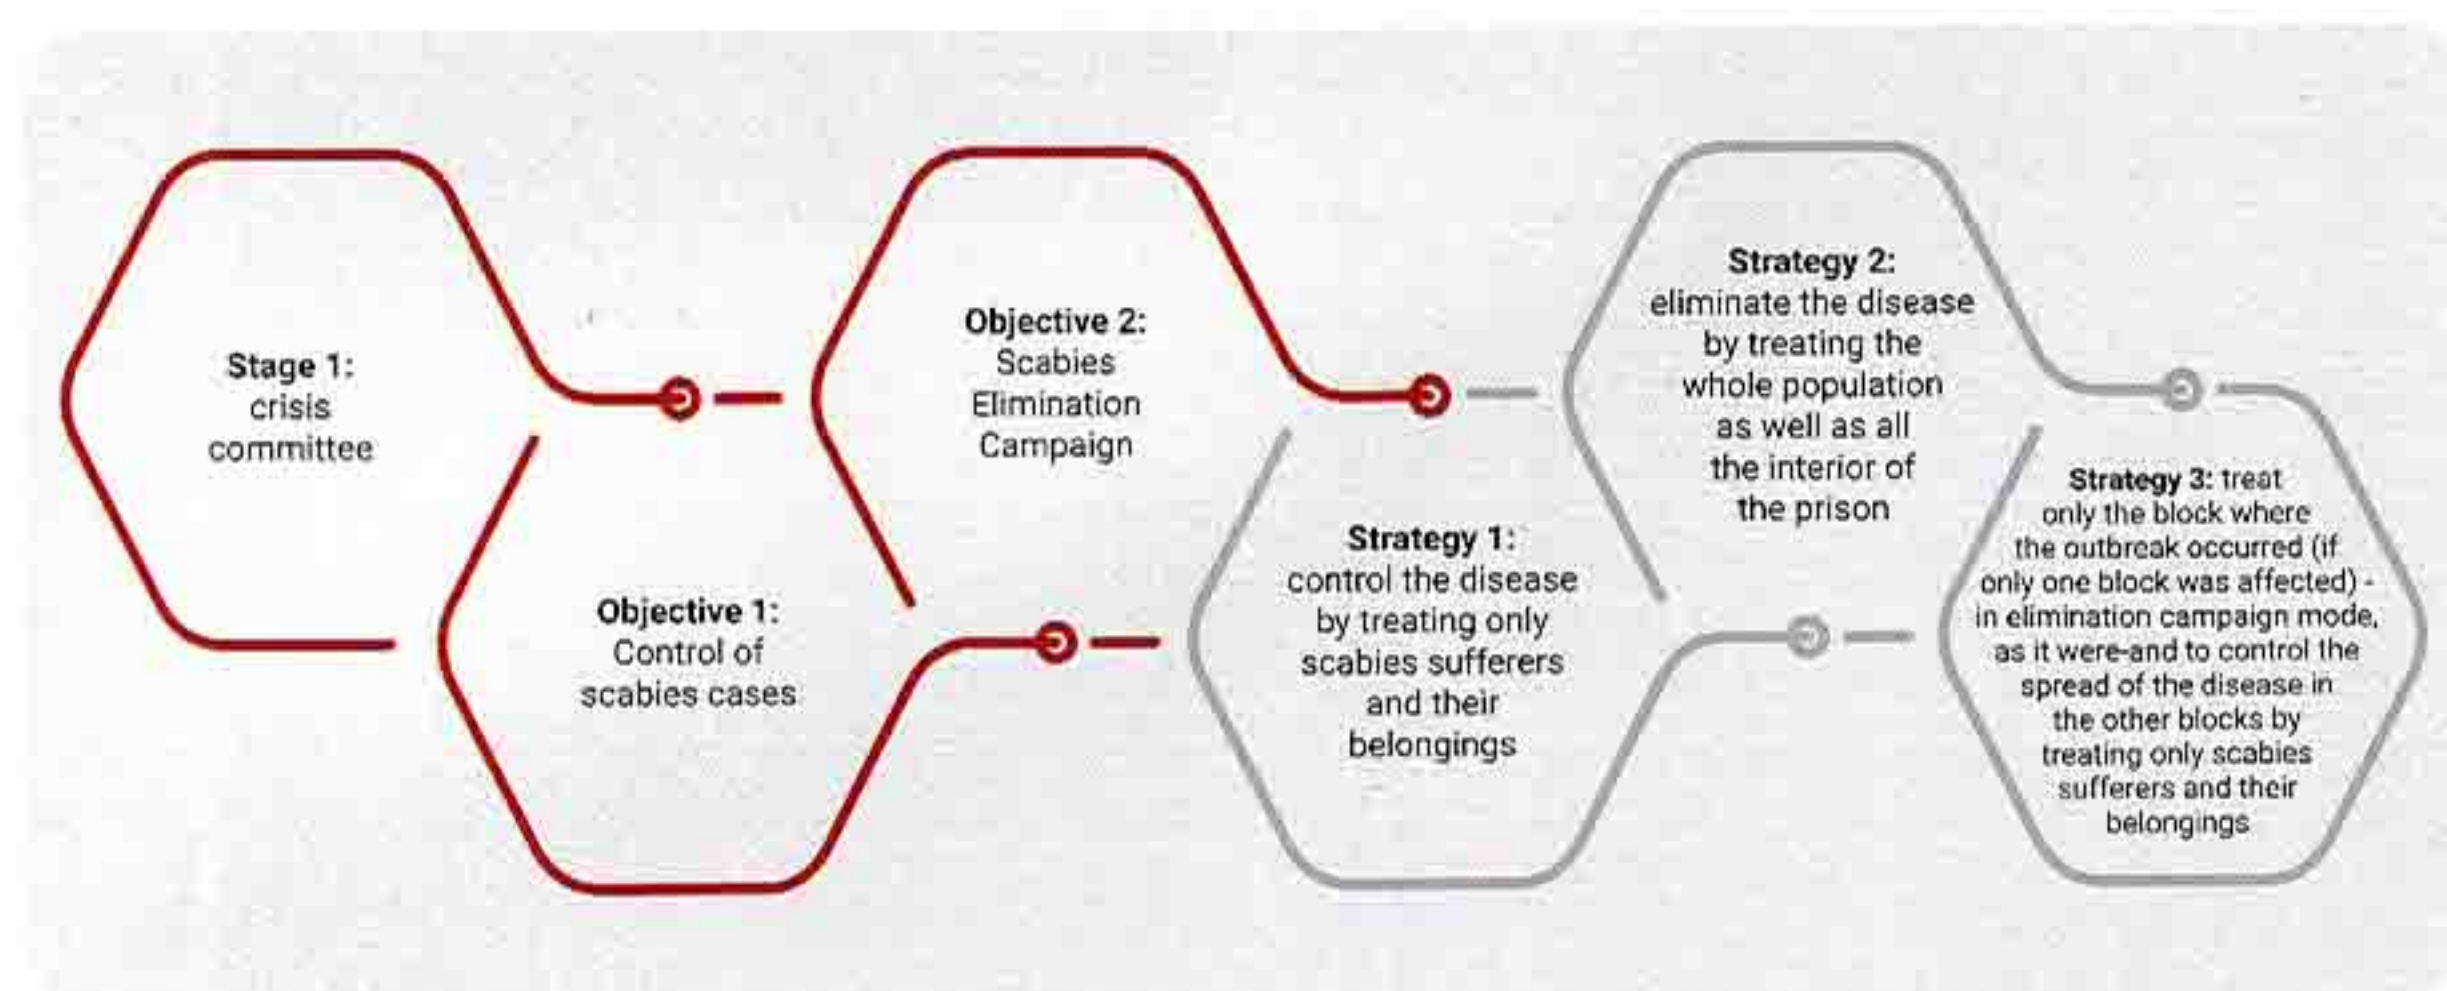 Stage 1:
crisis
committee
Objective 1:
Control of
scabies cases
Objective 2:
Scabies
Elimination
Campaign
Strategy 1:
control the disease
by treating only
scabies sufferers
and their
belongings
Strategy 2:
eliminate the disease
by treating the
whole population
as well as all
the interior of
the prison
Strategy 3: treat
only the block where
the outbreak occurred (if
only one block was affected) -
in elimination campaign mode,
as it were-and to control the
spread of the disease in
the other blocks by
treating only scabies
sufferers and their
belongings